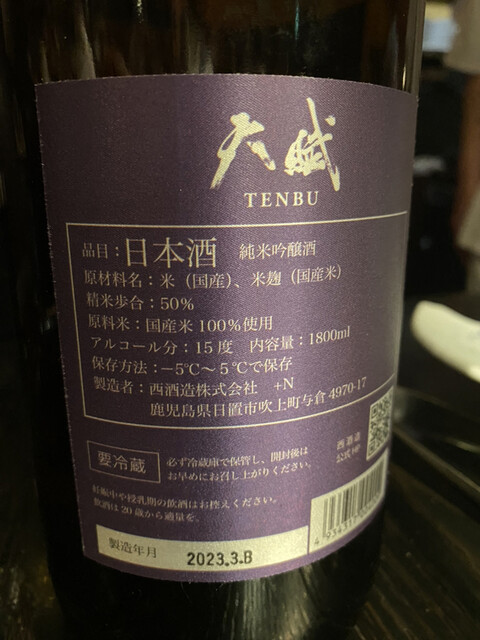 天賦
TENBU
品目：日本酒 純米吟醸酒
原材料名：米（国産）、米麹（国産米）
精米歩合：50%
原料米：国産米100%使用
アルコール分：15度 内容量：1800ml
保存方法：−5℃〜5℃で保存
製造者：西酒造株式会社 +N
鹿児島県日置市吹上町与倉4970-17
要冷蔵
必ず冷蔵庫で保管し、開封後は
お早めにお召し上がりください。
西酒造
公式HP
妊娠中や授乳期の飲酒はお控えください。
飲酒は20歳から適量を。
製造年月 2023.3.B